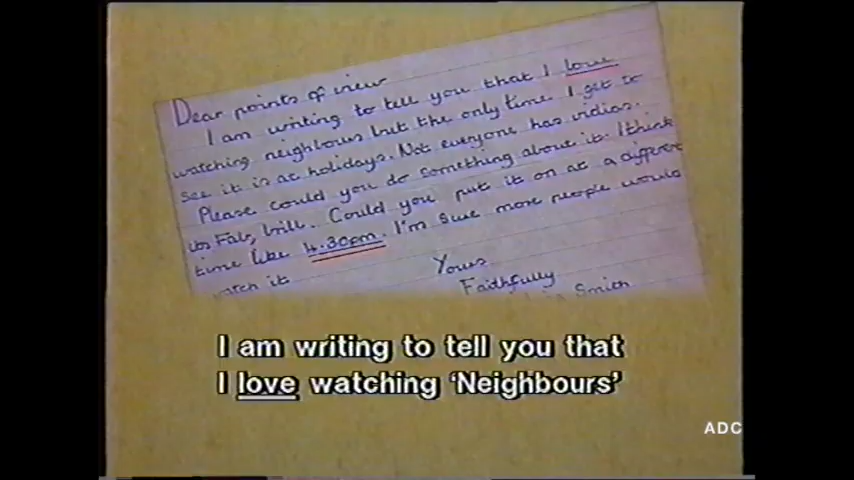 Dear points of view
I am writing to tell you that I love
watching neighbours but the only time I get to
see it is at holidays. Not everyone has vidios.
Please could you do something about it. I think
its Fab, brill. Could you put it on at a different
time like 4.30pm. I'm sure more people would
watch it
Yours
Faithfully
Smith
I am writing to tell you that
I love watching ‘Neighbours’
ADC